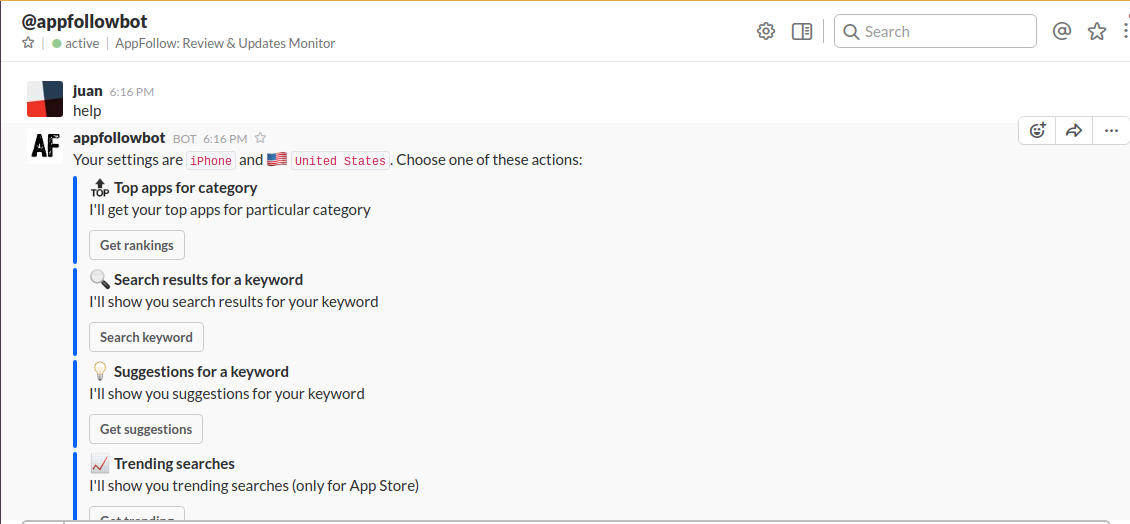 @appfollowbot
active | AppFollow: Review & Updates Monitor
Search
juan 6:16 PM
help
AF
appfollowbot BOT 6:16 PM
Your settings are iPhone and United States. Choose one of these actions:
TOP Top apps for category
I'll get your top apps for particular category
Get rankings
Search results for a keyword
I'll show you search results for your keyword
Search keyword
Suggestions for a keyword
I'll show you suggestions for your keyword
Get suggestions
Trending searches
I'll show you trending searches (only for App Store)
Get trending